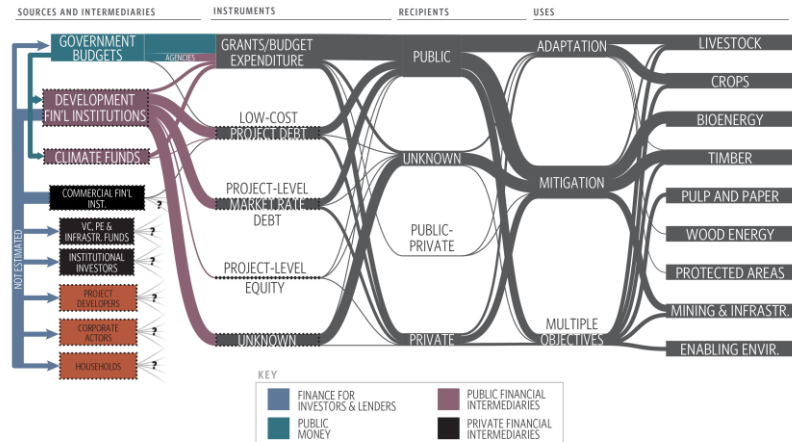 SOURCES AND INTERMEDIARIES
INSTRUMENTS
RECIPIENTS
USES
GOVERNMENT
BUDGETS
AGENCIES
DEVELOPMENT
FIN'L INSTITUTIONS
CLIMATE FUNDS
COMMERCIAL FIN'L
INST.
?
VC, PE &
INFRASTR. FUNDS
?
INSTITUTIONAL
INVESTORS
?
PROJECT
DEVELOPERS
?
CORPORATE
ACTORS
?
HOUSEHOLDS
?
NOT ESTIMATED
GRANTS/BUDGET
EXPENDITURE
LOW-COST
PROJECT DEBT
PROJECT-LEVEL
MARKET RATE
DEBT
PROJECT-LEVEL
EQUITY
UNKNOWN
PUBLIC
UNKNOWN
PUBLIC-
PRIVATE
PRIVATE
ADAPTATION
MITIGATION
MULTIPLE
OBJECTIVES
LIVESTOCK
CROPS
BIOENERGY
TIMBER
PULP AND PAPER
WOOD ENERGY
PROTECTED AREAS
MINING & INFRASTR.
ENABLING ENVIR.
KEY
FINANCE FOR
INVESTORS & LENDERS
PUBLIC
MONEY
PUBLIC FINANCIAL
INTERMEDIARIES
PRIVATE FINANCIAL
INTERMEDIARIES